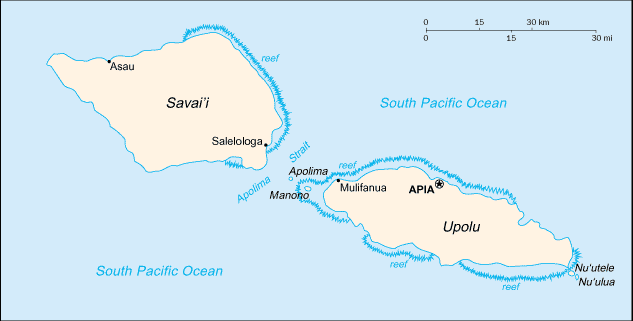 0 15 30 km
0 15 30 mi
reef
Asau
Savai'i
South Pacific Ocean
Salelologa
Apolima Strait
Apolima
reef
Mulifanua
Manono
APIA
Upolu
reef
South Pacific Ocean
reef
Nu'utele
Nu'ulua